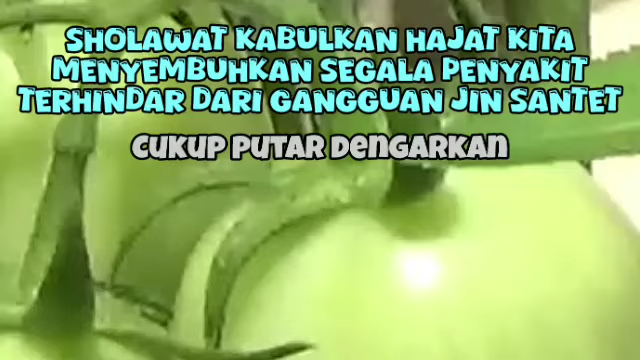 SHOLAWAT KABULKAN HAJAT KITA
MENYEMBUHKAN SEGALA PENYAKIT
TERHINDAR DARI GANGGUAN JIN SANTET
CUKUP PUTAR DENGARKAN